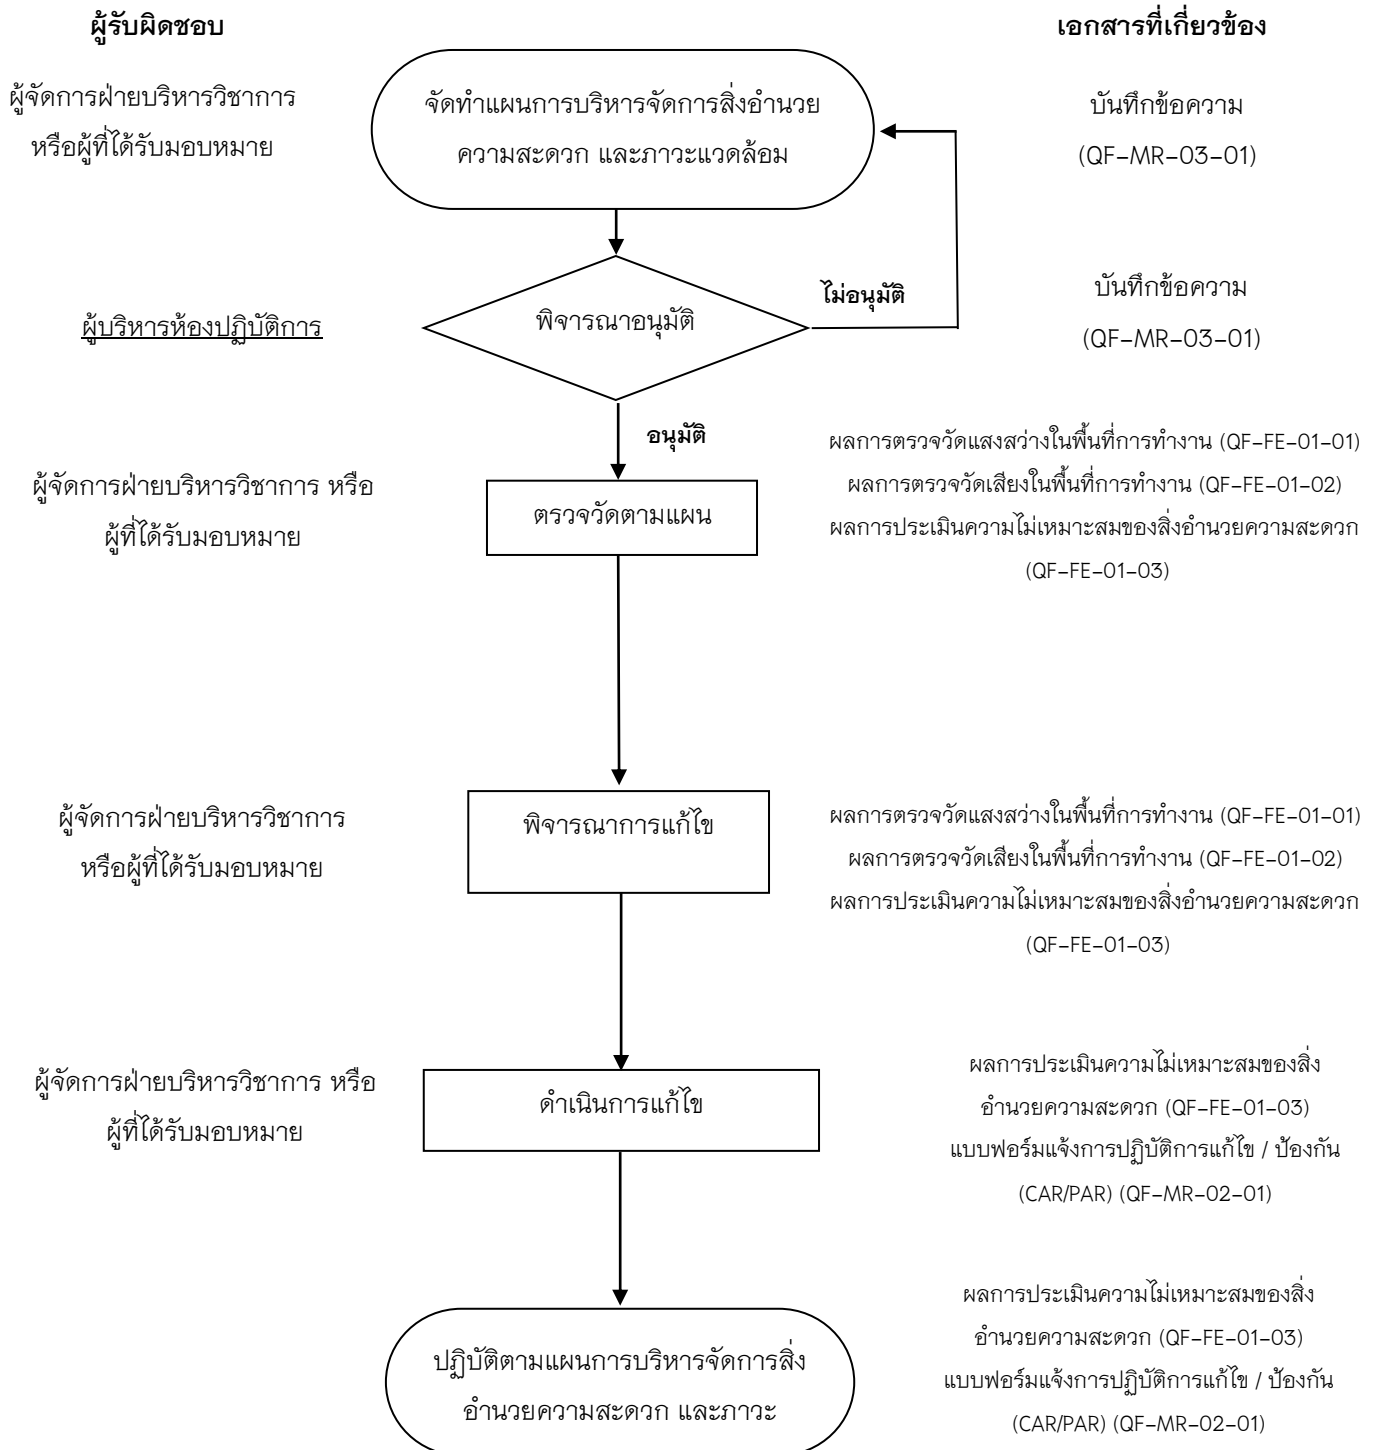 ผู้รับผิดชอบ
เอกสารที่เกี่ยวข้อง
ผู้จัดการฝ่ายบริหารวิชาการ
หรือผู้ที่ได้รับมอบหมาย
จัดทำแผนการบริหารจัดการสิ่งอำนวย
ความสะดวก และภาวะแวดล้อม
บันทึกข้อความ
(QF-MR-03-01)
ผู้บริหารห้องปฏิบัติการ
พิจารณาอนุมัติ
ไม่อนุมัติ
บันทึกข้อความ
(QF-MR-03-01)
อนุมัติ
ผู้จัดการฝ่ายบริหารวิชาการ หรือ
ผู้ที่ได้รับมอบหมาย
ตรวจวัดตามแผน
ผลการตรวจวัดแสงสว่างในพื้นที่การทำงาน (QF-FE-01-01)
ผลการตรวจวัดเสียงในพื้นที่การทำงาน (QF-FE-01-02)
ผลการประเมินความไม่เหมาะสมของสิ่งอำนวยความสะดวก
(QF-FE-01-03)
ผู้จัดการฝ่ายบริหารวิชาการ
หรือผู้ที่ได้รับมอบหมาย
พิจารณาการแก้ไข
ผลการตรวจวัดแสงสว่างในพื้นที่การทำงาน (QF-FE-01-01)
ผลการตรวจวัดเสียงในพื้นที่การทำงาน (QF-FE-01-02)
ผลการประเมินความไม่เหมาะสมของสิ่งอำนวยความสะดวก
(QF-FE-01-03)
ผู้จัดการฝ่ายบริหารวิชาการ หรือ
ผู้ที่ได้รับมอบหมาย
ดำเนินการแก้ไข
ผลการประเมินความไม่เหมาะสมของสิ่ง
อำนวยความสะดวก (QF-FE-01-03)
แบบฟอร์มแจ้งการปฏิบัติการแก้ไข / ป้องกัน
(CAR/PAR) (QF-MR-02-01)
ปฏิบัติตามแผนการบริหารจัดการสิ่ง
อำนวยความสะดวก และภาวะ
ผลการประเมินความไม่เหมาะสมของสิ่ง
อำนวยความสะดวก (QF-FE-01-03)
แบบฟอร์มแจ้งการปฏิบัติการแก้ไข / ป้องกัน
(CAR/PAR) (QF-MR-02-01)